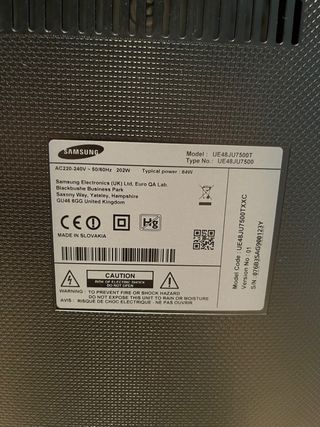 SAMSUNG
Model : UE48JU7500T
Type No. : UE48JU7500
AC220-240V ~ 50/60Hz 202W Typical power : 84W
Samsung Electronics (UK) Ltd, Euro QA Lab.
Blackbushe Business Park
Saxony Way, Yateley, Hampshire
GU46 6GG United Kingdom
CE
Hg
MADE IN SLOVAKIA
CAUTION
RISK OF ELECTRIC SHOCK
DO NOT OPEN
WARNING : TO PREVENT FIRE OR SHOCK HAZARD
DO NOT EXPOSE THIS UNIT TO RAIN OR MOISTURE
AVIS : RISQUE DE CHOC ELECTRIQUE - NE PAS OUVRIR
Model Code : UE48JU7500TXXC
Version No : 01